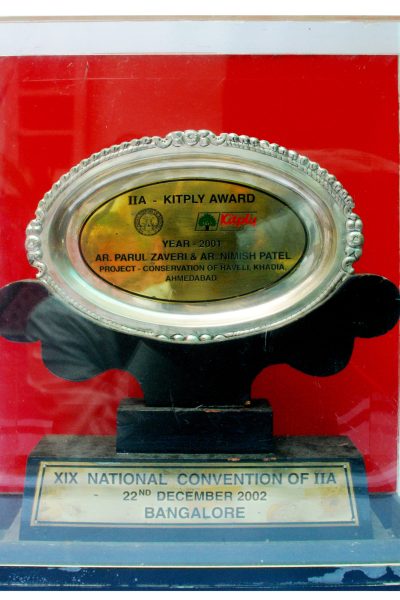 IIA - KITPLY AWARD
Kitply
YEAR - 2001
AR. PARUL ZAVERI & AR. NIMISH PATEL
PROJECT - CONSERVATION OF HAVELI, KHADIA,
AHMEDABAD
XIX NATIONAL CONVENTION OF IIA
22ND DECEMBER 2002
BANGALORE